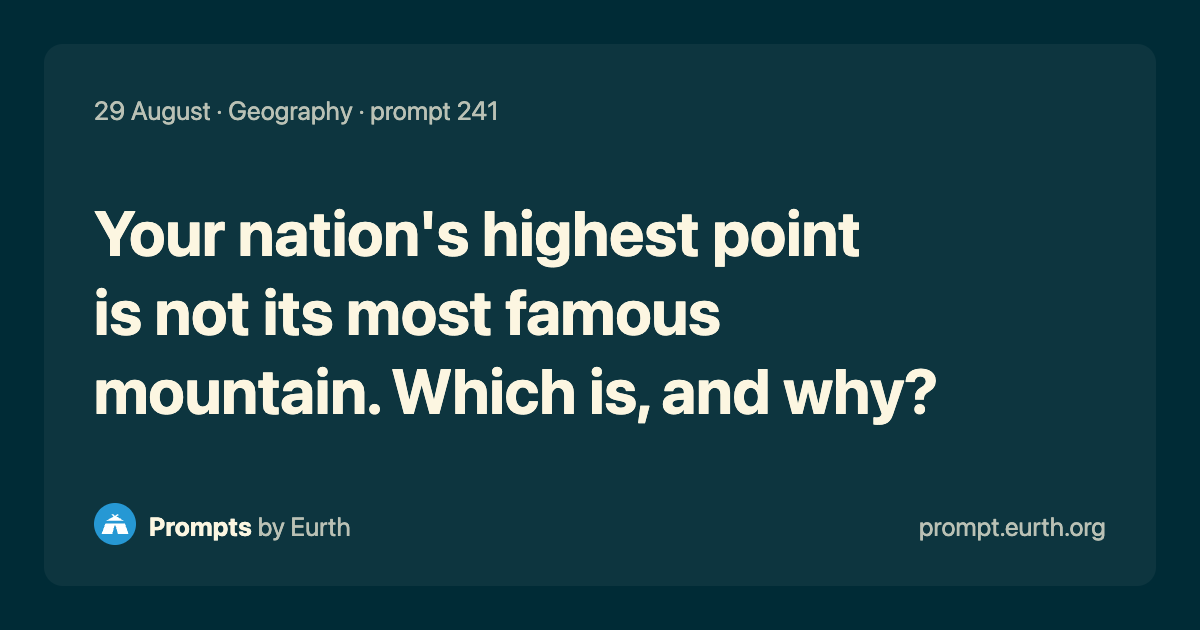 29 August · Geography · prompt 241
Your nation's highest point
is not its most famous
mountain. Which is, and why?
Prompts by Eurth
prompt.eurth.org